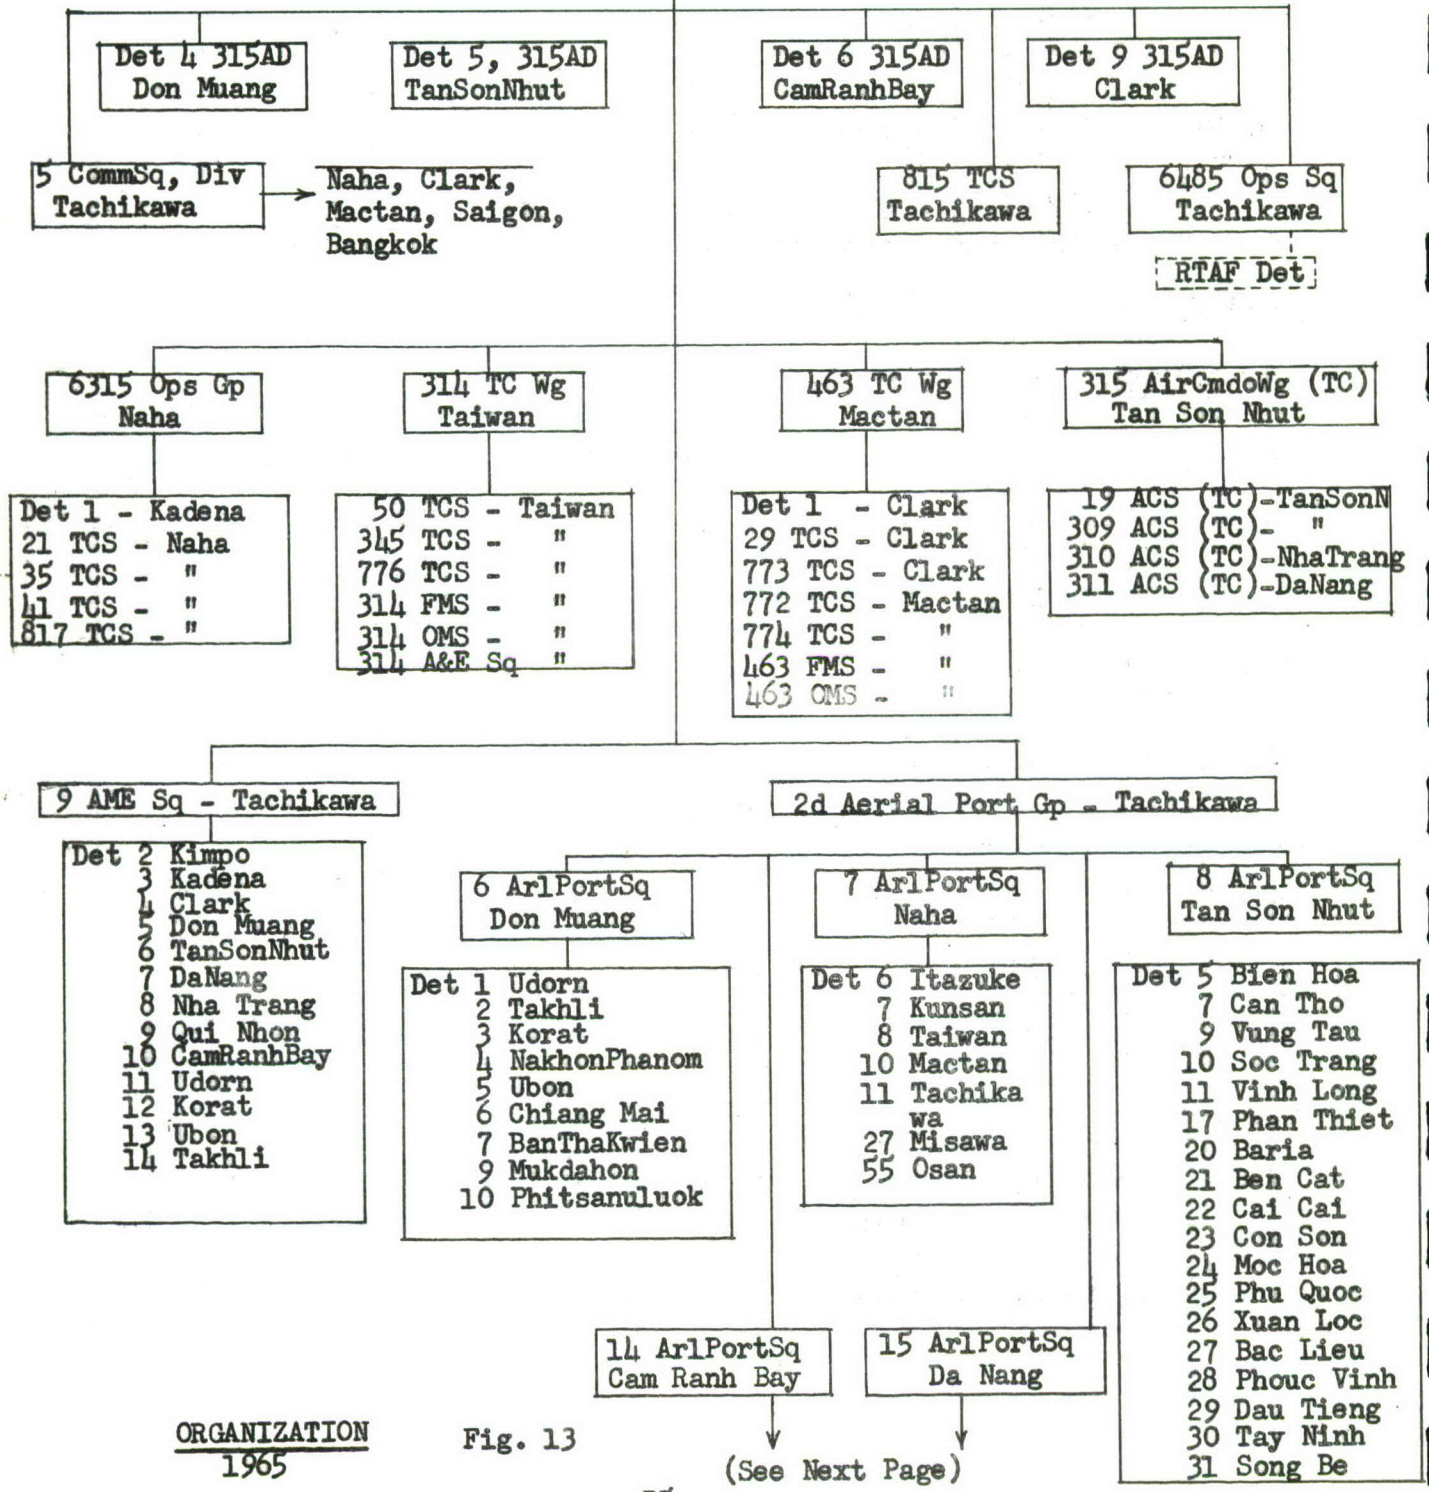 Det 4 315AD
Don Muang
Det 5, 315AD
TanSonNhut
Det 6 315AD
CamRanhBay
Det 9 315AD
Clark
5 CommSq, Div
Tachikawa
Naha, Clark,
Mactan, Saigon,
Bangkok
815 TCS
Tachikawa
6485 Ops Sq
Tachikawa
RTAF Det
6315 Ops Gp
Naha
314 TC Wg
Taiwan
463 TC Wg
Mactan
315 AirCmdoWg (TC)
Tan Son Nhut
Det 1 - Kadena
21 TCS - Naha
35 TCS - "
41 TCS - "
817 TCS - "
50 TCS - Taiwan
345 TCS - "
776 TCS - "
314 FMS - "
314 OMS - "
314 A&E Sq "
Det 1 - Clark
29 TCS - Clark
773 TCS - Clark
772 TCS - Mactan
774 TCS - "
463 FMS - "
463 OMS - "
19 ACS (TC)-TanSonN
309 ACS (TC)- "
310 ACS (TC)-NhaTrang
311 ACS (TC)-DaNang
9 AME Sq - Tachikawa
2d Aerial Port Gp - Tachikawa
Det 2 Kimpo
3 Kadena
4 Clark
5 Don Muang
6 TanSonNhut
7 DaNang
8 Nha Trang
9 Qui Nhon
10 CamRanhBay
11 Udorn
12 Korat
13 Ubon
14 Takhli
6 ArlPortSq
Don Muang
Det 1 Udorn
2 Takhli
3 Korat
4 NakhonPhanom
5 Ubon
6 Chiang Mai
7 BanThaKwien
9 Mukdahon
10 Phitsanuluok
7 ArlPortSq
Naha
Det 6 Itazuke
7 Kunsan
8 Taiwan
10 Mactan
11 Tachika
wa
27 Misawa
55 Osan
8 ArlPortSq
Tan Son Nhut
Det 5 Bien Hoa
7 Can Tho
9 Vung Tau
10 Soc Trang
11 Vinh Long
17 Phan Thiet
20 Baria
21 Ben Cat
22 Cai Cai
23 Con Son
24 Moc Hoa
25 Phu Quoc
26 Xuan Loc
27 Bac Lieu
28 Phouc Vinh
29 Dau Tieng
30 Tay Ninh
31 Song Be
14 ArlPortSq
Cam Ranh Bay
15 ArlPortSq
Da Nang
(See Next Page)
ORGANIZATION
1965
Fig. 13